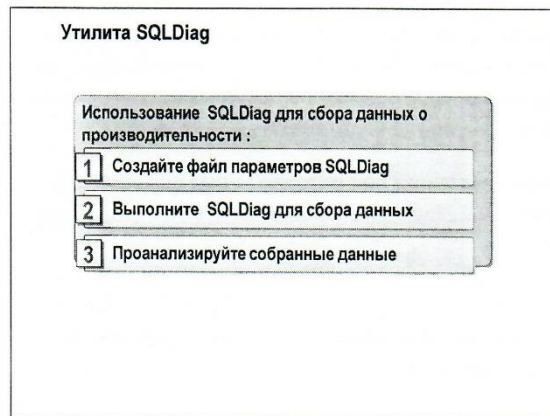 Утилита SQLDiag
Использование SQLDiag для сбора данных о
производительности :
1 Создайте файл параметров SQLDiag
2 Выполните SQLDiag для сбора данных
3 Проанализируйте собранные данные